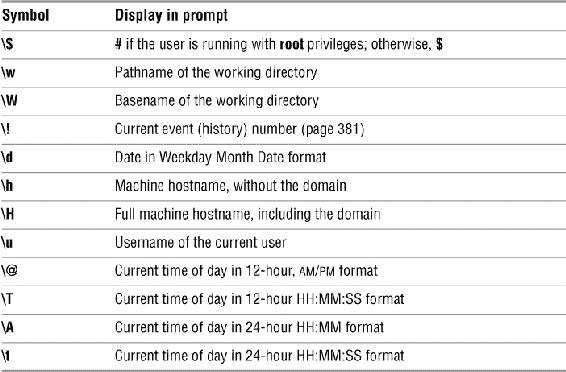 Symbol Display in prompt
\$ # if the user is running with root privileges; otherwise, $
\w Pathname of the working directory
\W Basename of the working directory
\! Current event (history) number (page 381)
\d Date in Weekday Month Date format
\h Machine hostname, without the domain
\H Full machine hostname, including the domain
\u Username of the current user
\@ Current time of day in 12-hour, AM/PM format
\T Current time of day in 12-hour HH:MM:SS format
\A Current time of day in 24-hour HH:MM format
\t Current time of day in 24-hour HH:MM:SS format